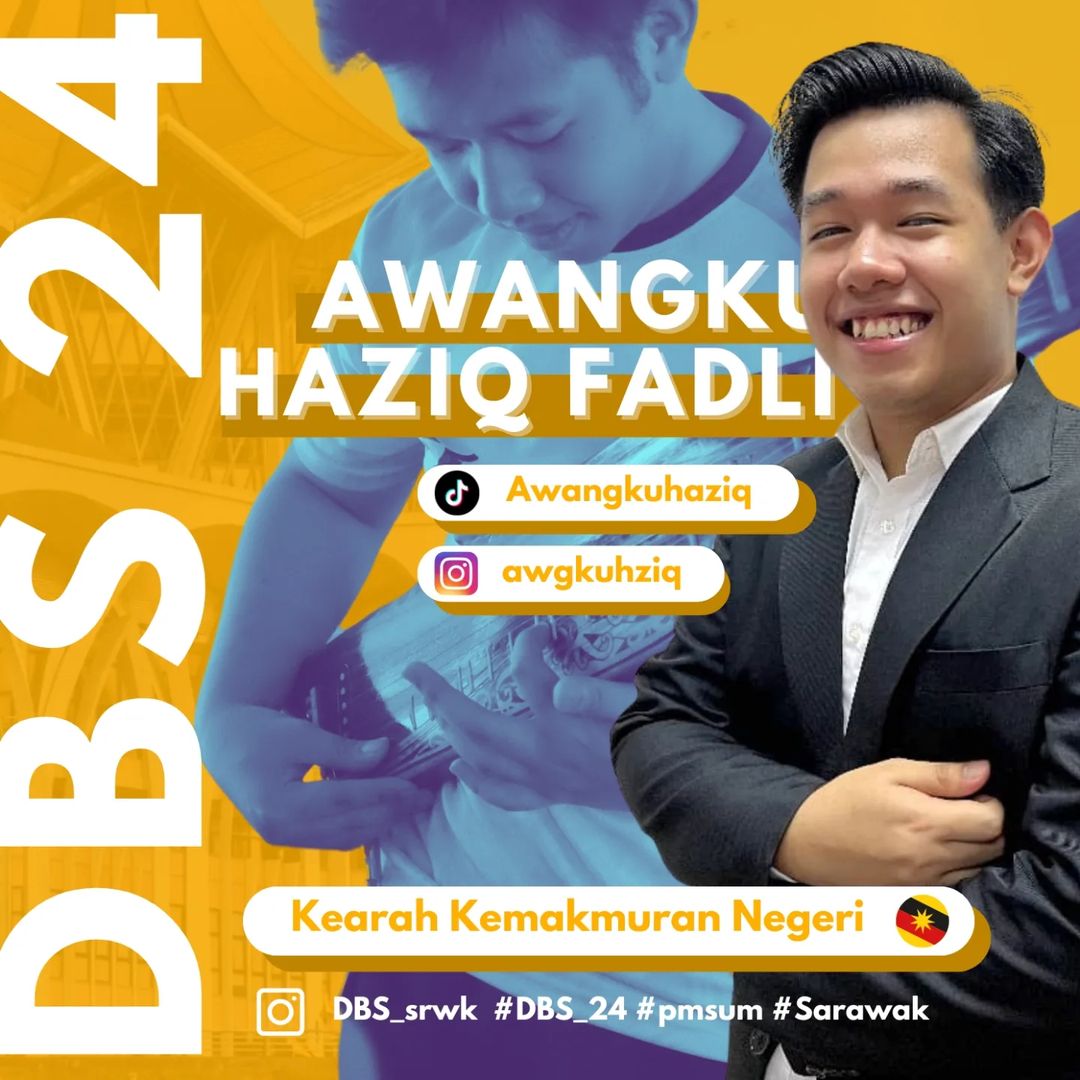 DBS 24
AWANGKU
HAZIQ FADLI
Awangkuhaziq
awgkuhziq
Kearah Kemakmuran Negeri
DBS_srwk #DBS_24 #pmsum #Sarawak